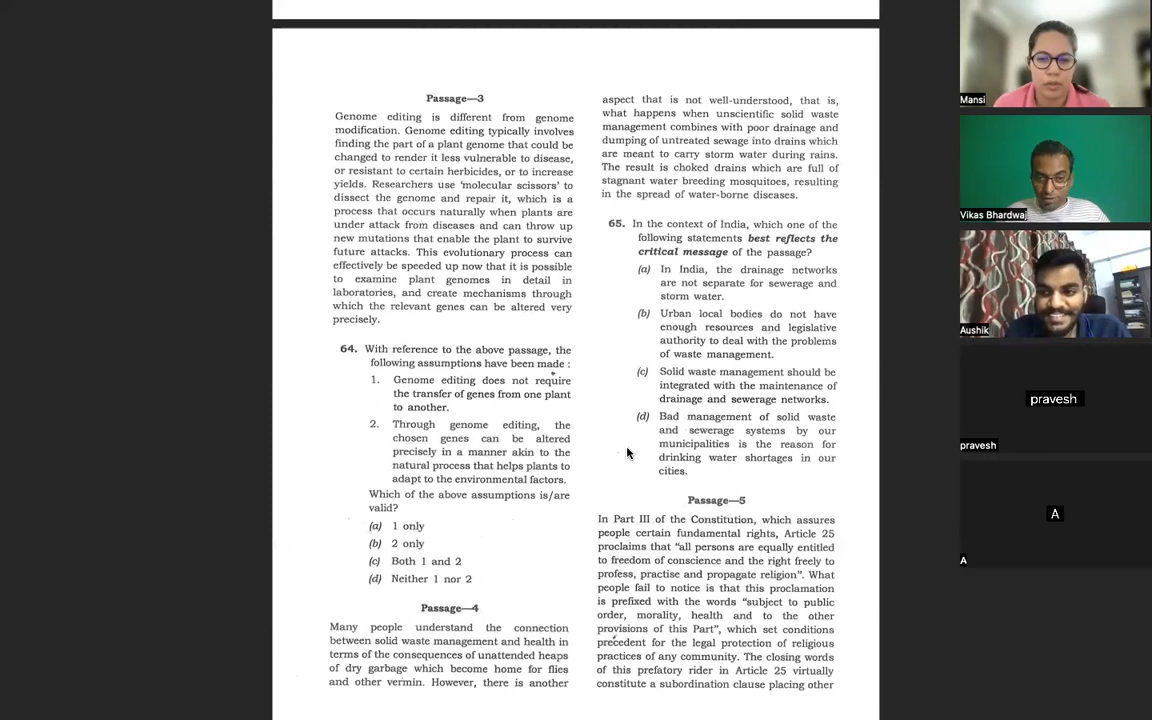 Passage—3
Genome editing is different from genome
modification. Genome editing typically involves
finding the part of a plant genome that could be
changed to render it less vulnerable to disease,
or resistant to certain herbicides, or to increase
yields. Researchers use ‘molecular scissors’ to
dissect the genome and repair it, which is a
process that occurs naturally when plants are
under attack from diseases and can throw up
new mutations that enable the plant to survive
future attacks. This evolutionary process can
effectively be speeded up now that it is possible
to examine plant genomes in detail in
laboratories, and create mechanisms through
which the relevant genes can be altered very
precisely.
64. With reference to the above passage, the
following assumptions have been made :
1. Genome editing does not require
the transfer of genes from one plant
to another.
2. Through genome editing, the
chosen genes can be altered
precisely in a manner akin to the
natural process that helps plants to
adapt to the environmental factors.
Which of the above assumptions is/are
valid?
(a) 1 only
(b) 2 only
(c) Both 1 and 2
(d) Neither 1 nor 2
Passage—4
Many people understand the connection
between solid waste management and health in
terms of the consequences of unattended heaps
of dry garbage which become home for flies
and other vermin. However, there is another
aspect that is not well-understood, that is,
what happens when unscientific solid waste
management combines with poor drainage and
dumping of untreated sewage into drains which
are meant to carry storm water during rains.
The result is choked drains which are full of
stagnant water breeding mosquitoes, resulting
in the spread of water-borne diseases.
65. In the context of India, which one of the
following statements best reflects the
critical message of the passage?
(a) In India, the drainage networks
are not separate for sewerage and
storm water.
(b) Urban local bodies do not have
enough resources and legislative
authority to deal with the problems
of waste management.
(c) Solid waste management should be
integrated with the maintenance of
drainage and sewerage networks.
(d) Bad management of solid waste
and sewerage systems by our
municipalities is the reason for
drinking water shortages in our
cities.
Passage—5
In Part III of the Constitution, which assures
people certain fundamental rights, Article 25
proclaims that “all persons are equally entitled
to freedom of conscience and the right freely to
profess, practise and propagate religion”. What
people fail to notice is that this proclamation
is prefixed with the words “subject to public
order, morality, health and to the other
provisions of this Part”, which set conditions
precedent for the legal protection of religious
practices of any community. The closing words
of this prefatory rider in Article 25 virtually
constitute a subordination clause placing other
Mansi
Vikas Bhardwaj
Aushik
pravesh
pravesh
A
A